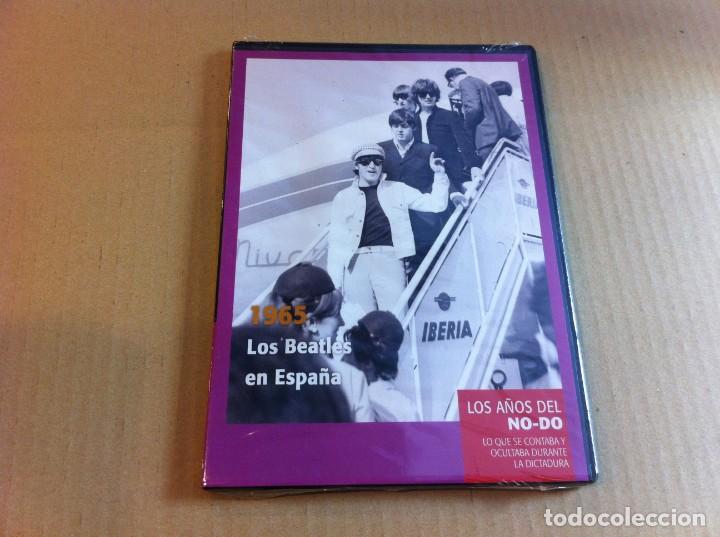 Niver
IBERIA
1965
Los Beatles
en España
LOS AÑOS DEL
NO-DO
LO QUE SE CONTABA Y
OCULTABA DURANTE
LA DICTADURA
todocoleccion